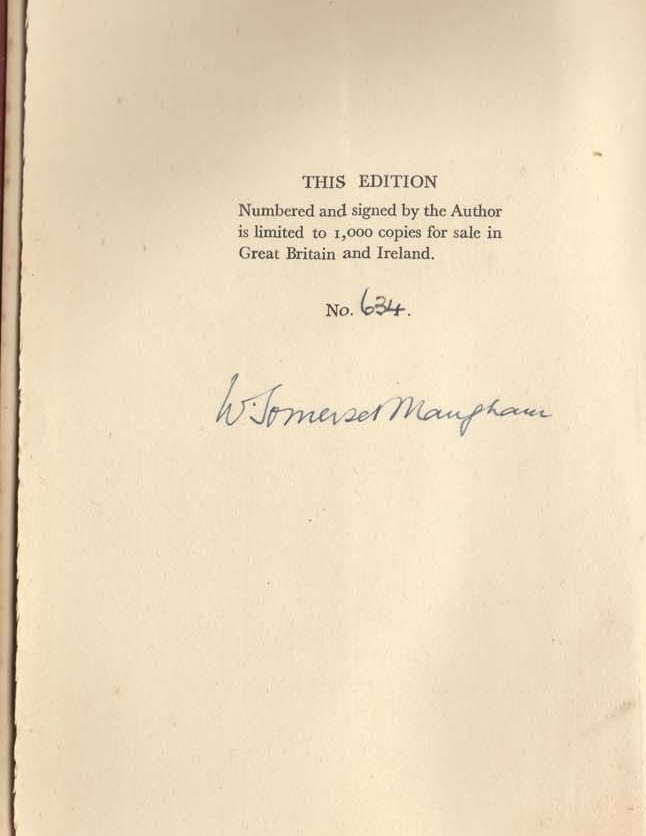 THIS EDITION
Numbered and signed by the Author
is limited to 1,000 copies for sale in
Great Britain and Ireland.
No. 634.
W. Somerset Maugham